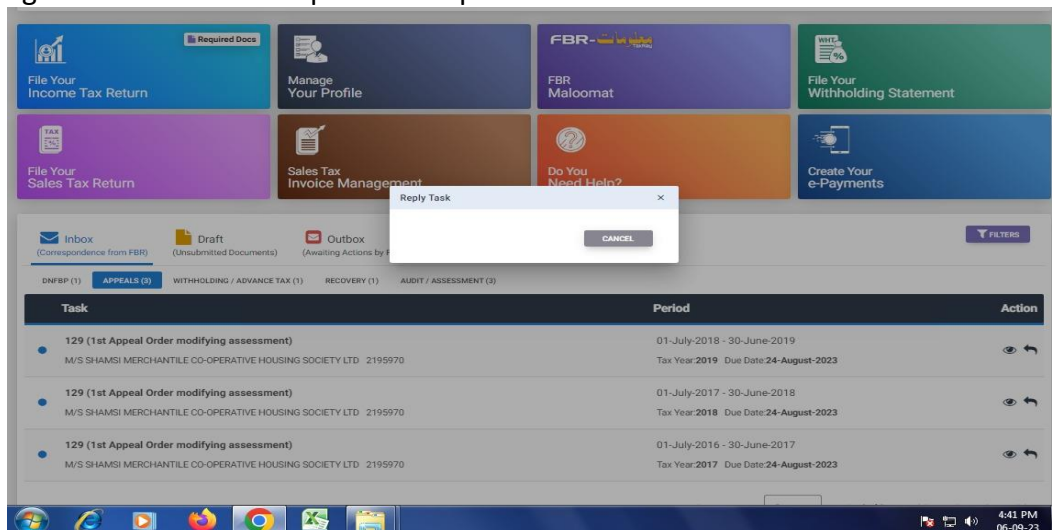 Required Docs
File Your
Income Tax Return
Manage
Your Profile
FBR-
FBR
Maloomat
File Your
Withholding Statement
TAX
File Your
Sales Tax Return
Sales Tax
Invoice Management
Do You
Need Help?
Create Your
e-Payments
Reply Task ×
CANCEL
Inbox
(Correspondence from FBR)
Draft
(Unsubmitted Documents)
Outbox
(Awaiting Actions by F
FILTERS
DNFBP (1) APPEALS (3) WITHHOLDING / ADVANCE TAX (1) RECOVERY (1) AUDIT / ASSESSMENT (3)
Task Period Action
129 (1st Appeal Order modifying assessment) 01-July-2018 - 30-June-2019
M/S SHAMSI MERCHANTILE CO-OPERATIVE HOUSING SOCIETY LTD 2195970 Tax Year:2019 Due Date:24-August-2023
129 (1st Appeal Order modifying assessment) 01-July-2017 - 30-June-2018
M/S SHAMSI MERCHANTILE CO-OPERATIVE HOUSING SOCIETY LTD 2195970 Tax Year:2018 Due Date:24-August-2023
129 (1st Appeal Order modifying assessment) 01-July-2016 - 30-June-2017
M/S SHAMSI MERCHANTILE CO-OPERATIVE HOUSING SOCIETY LTD 2195970 Tax Year:2017 Due Date:24-August-2023
4:41 PM
06-09-23